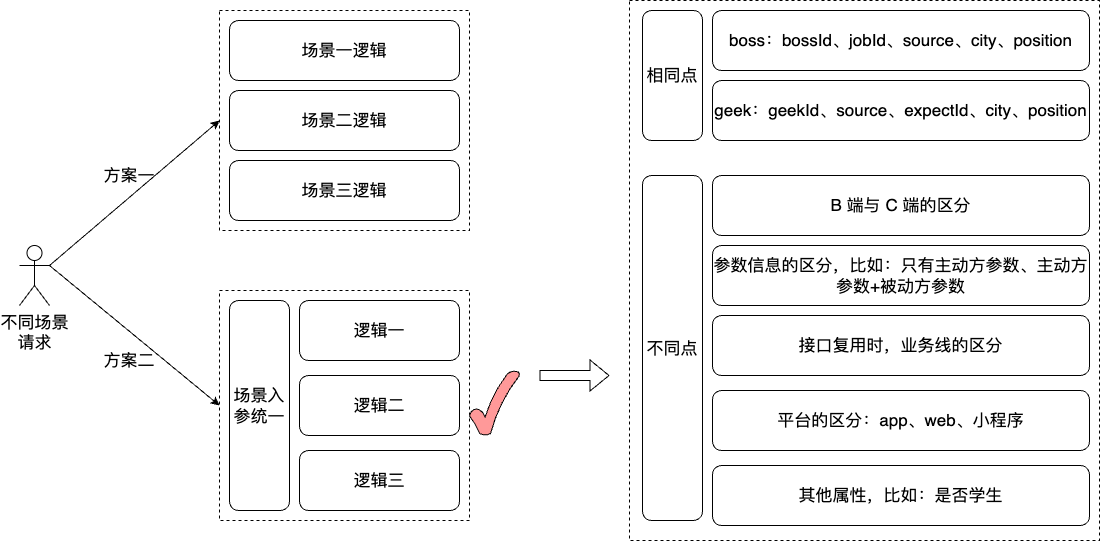 不同场景
请求
方案一
方案二
场景一逻辑
场景二逻辑
场景三逻辑
场景入
参统一
逻辑一
逻辑二
逻辑三
相同点
boss：bossId、jobId、source、city、position
geek：geekId、source、expectId、city、position
不同点
B 端与 C 端的区分
参数信息的区分，比如：只有主动方参数、主动方
参数+被动方参数
接口复用时，业务线的区分
平台的区分：app、web、小程序
其他属性，比如：是否学生